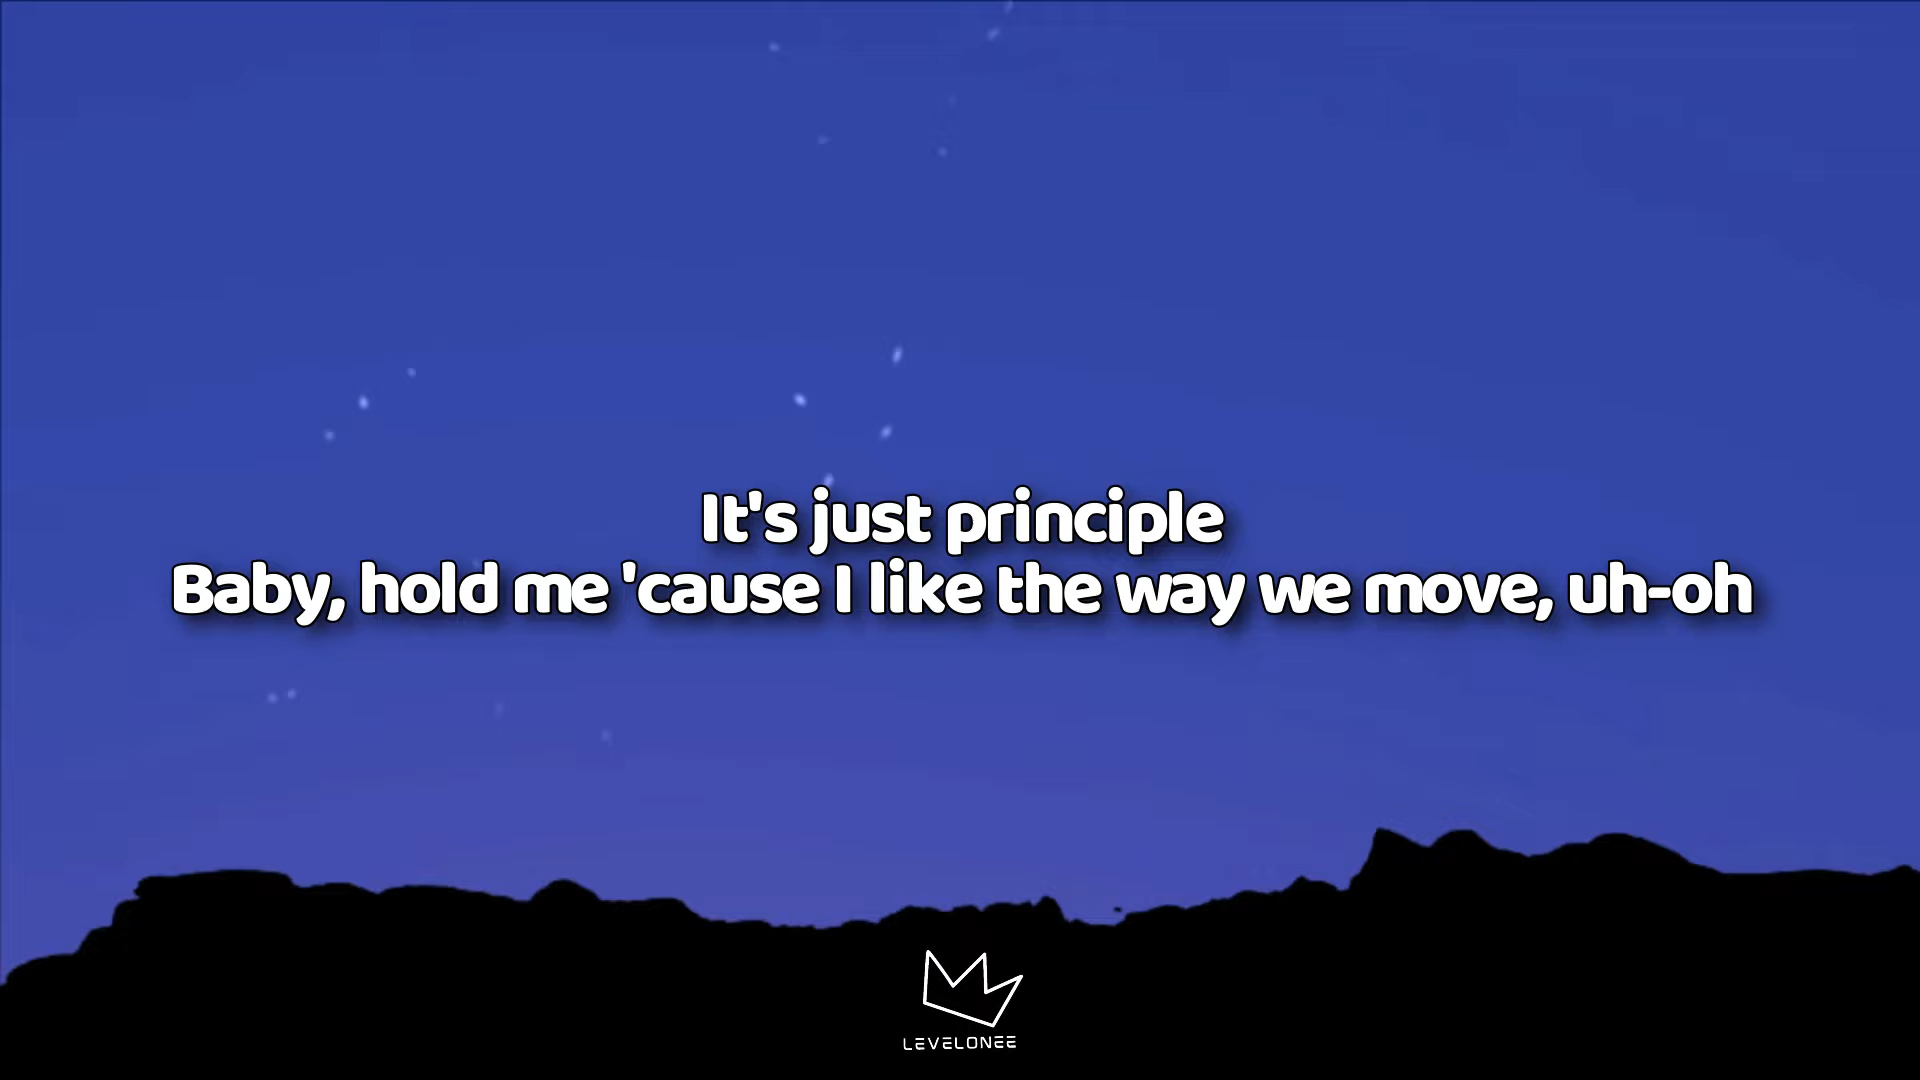 It's just principle
Baby, hold me 'cause I like the way we move, uh-oh
LEVELONEE